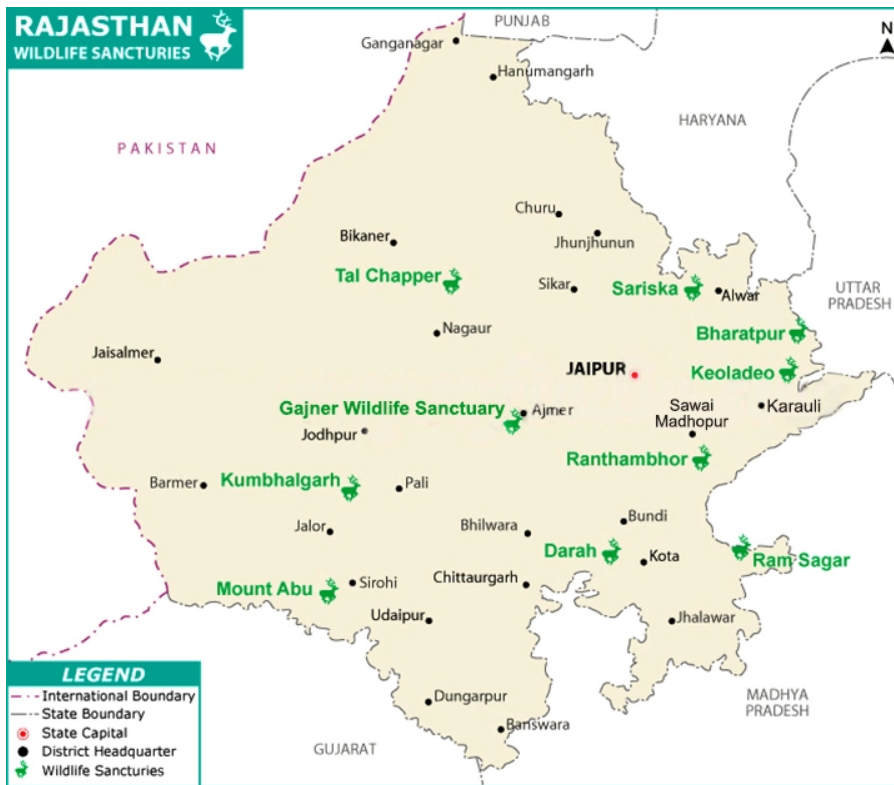 RAJASTHAN
WILDLIFE SANCTURIES
PUNJAB
N
Ganganagar
Hanumangarh
HARYANA
PAKISTAN
Churu
Jhunjhunun
Bikaner
Tal Chapper
Sikar
Sariska
Alwar
UTTAR
PRADESH
Nagaur
Bharatpur
Jaisalmer
JAIPUR
Keoladeo
Gajner Wildlife Sanctuary
Ajmer
Sawai
Madhopur
Karauli
Jodhpur
Ranthambhor
Barmer
Kumbhalgarh
Pali
Jalor
Bhilwara
Bundi
Darah
Kota
Ram Sagar
Mount Abu
Sirohi
Chittaurgarh
Udaipur
Jhalawar
LEGEND
International Boundary
State Boundary
State Capital
District Headquarter
Wildlife Sancturies
Dungarpur
Banswara
GUJARAT
MADHYA
PRADESH